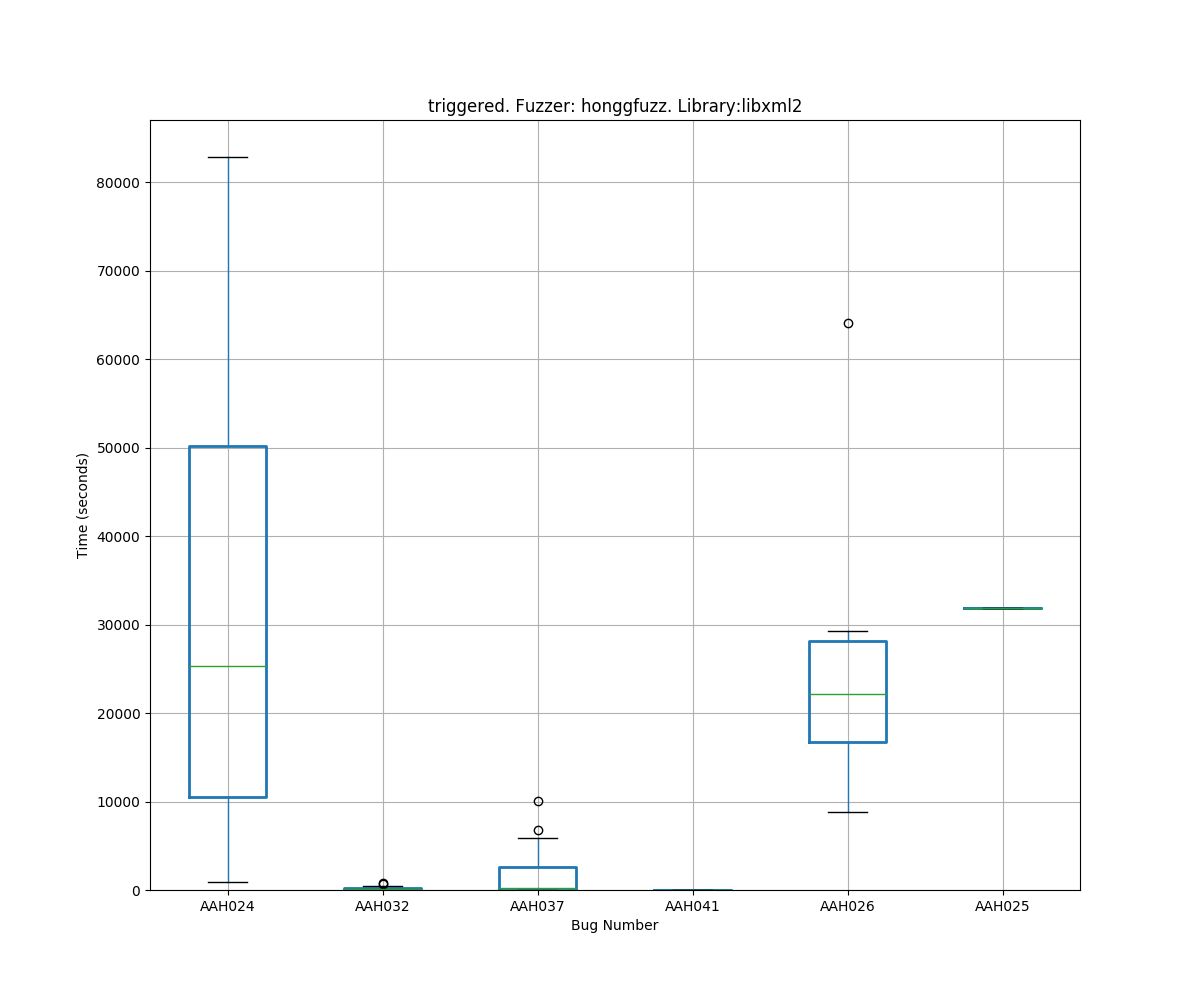 triggered. Fuzzer: honggfuzz. Library:libxml2
80000
70000
60000
50000
40000
30000
20000
10000
0
Time (seconds)
AAH024 AAH032 AAH037 AAH041 AAH026 AAH025
Bug Number